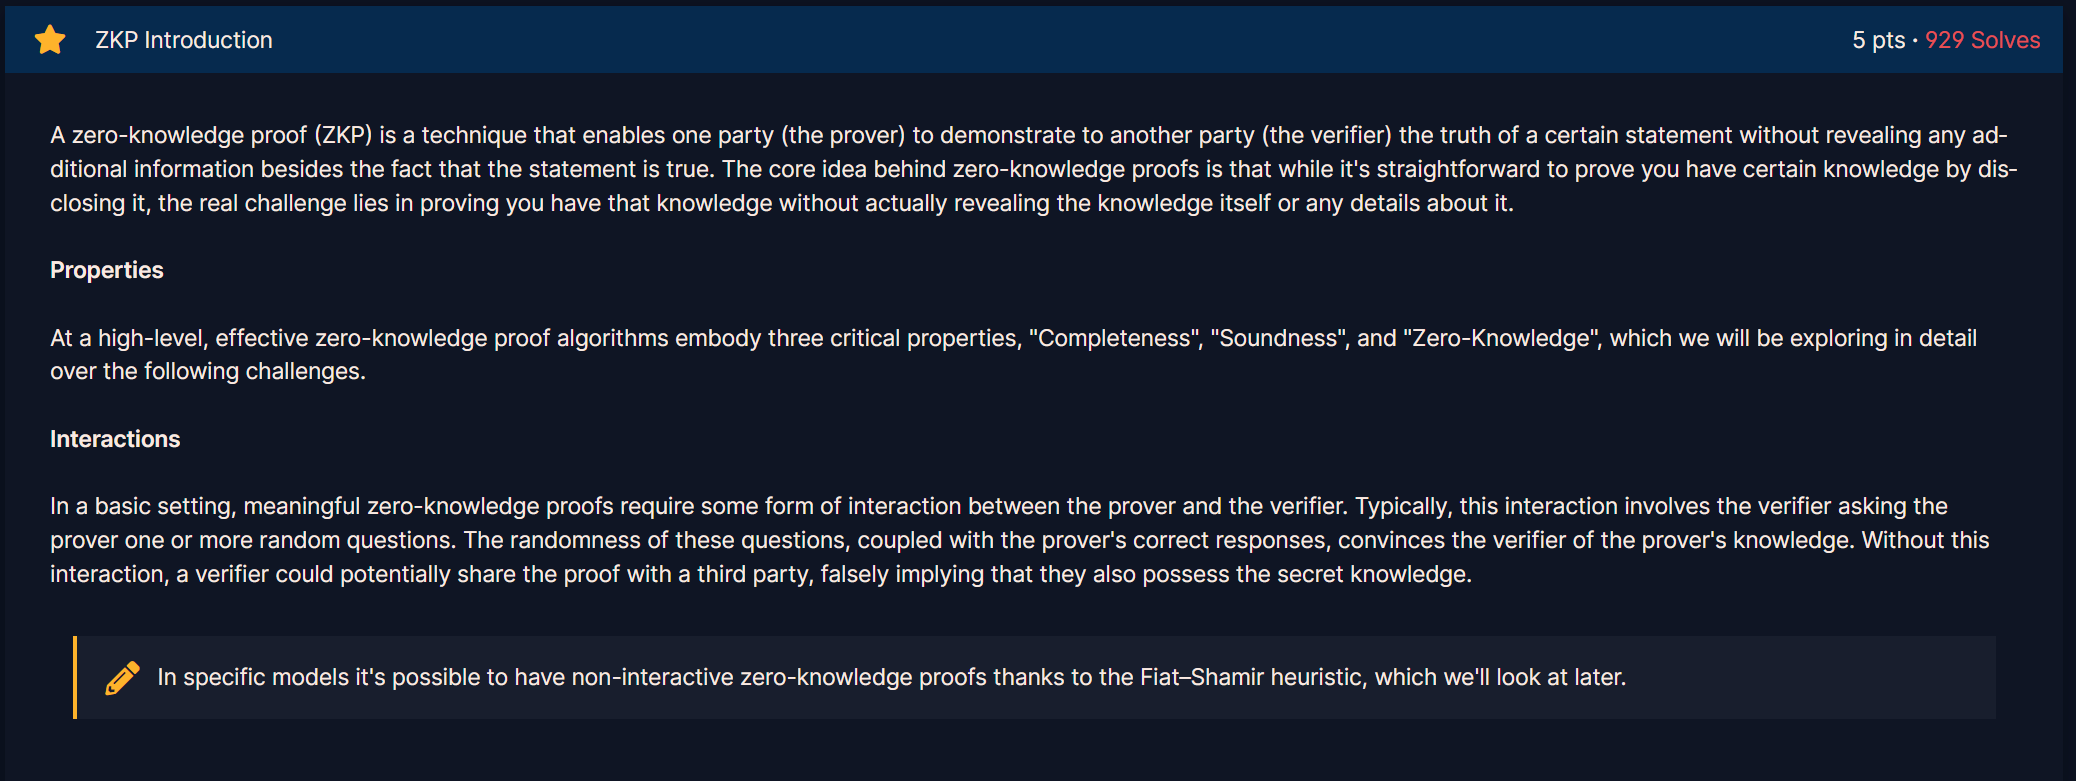 ZKP Introduction
5 pts · 929 Solves
A zero-knowledge proof (ZKP) is a technique that enables one party (the prover) to demonstrate to another party (the verifier) the truth of a certain statement without revealing any ad-
ditional information besides the fact that the statement is true. The core idea behind zero-knowledge proofs is that while it's straightforward to prove you have certain knowledge by dis-
closing it, the real challenge lies in proving you have that knowledge without actually revealing the knowledge itself or any details about it.
Properties
At a high-level, effective zero-knowledge proof algorithms embody three critical properties, "Completeness", "Soundness", and "Zero-Knowledge", which we will be exploring in detail
over the following challenges.
Interactions
In a basic setting, meaningful zero-knowledge proofs require some form of interaction between the prover and the verifier. Typically, this interaction involves the verifier asking the
prover one or more random questions. The randomness of these questions, coupled with the prover's correct responses, convinces the verifier of the prover's knowledge. Without this
interaction, a verifier could potentially share the proof with a third party, falsely implying that they also possess the secret knowledge.
In specific models it's possible to have non-interactive zero-knowledge proofs thanks to the Fiat–Shamir heuristic, which we'll look at later.